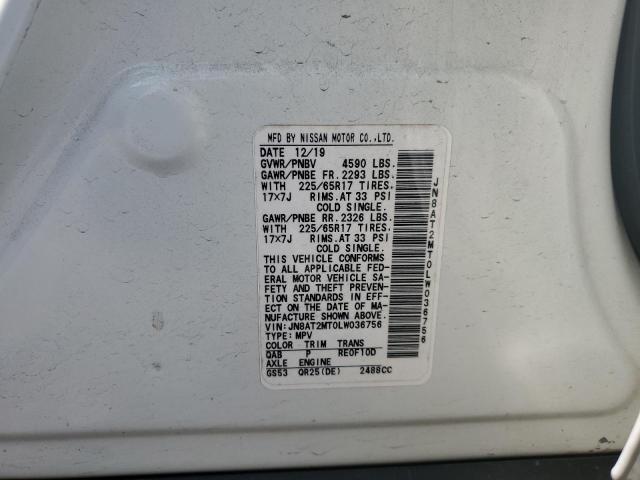 MFD BY NISSAN MOTOR CO.,LTD.
DATE 12/19
GVWR/PNBV 4590 LBS.
GAWR/PNBE FR. 2293 LBS.
WITH 225/65R17 TIRES.
17×7J RIMS.AT 33 PSI
COLD SINGLE.
GAWR/PNBE RR. 2326 LBS.
WITH 225/65R17 TIRES.
17×7J RIMS.AT 33 PSI
COLD SINGLE.
THIS VEHICLE CONFORMS
TO ALL APPLICABLE FED-
ERAL MOTOR VEHICLE SA-
FETY AND THEFT PREVEN-
TION STANDARDS IN EFF-
ECT ON THE DATE OF MA-
NUFACTURE SHOWN ABOVE.
VIN:JN8AT2MT0LW036756
TYPE:MPV
COLOR TRIM TRANS
QAB P RE0F10D
AXLE ENGINE
GS53 QR25(DE) 2488CC
JN8AT2MT0LW036756